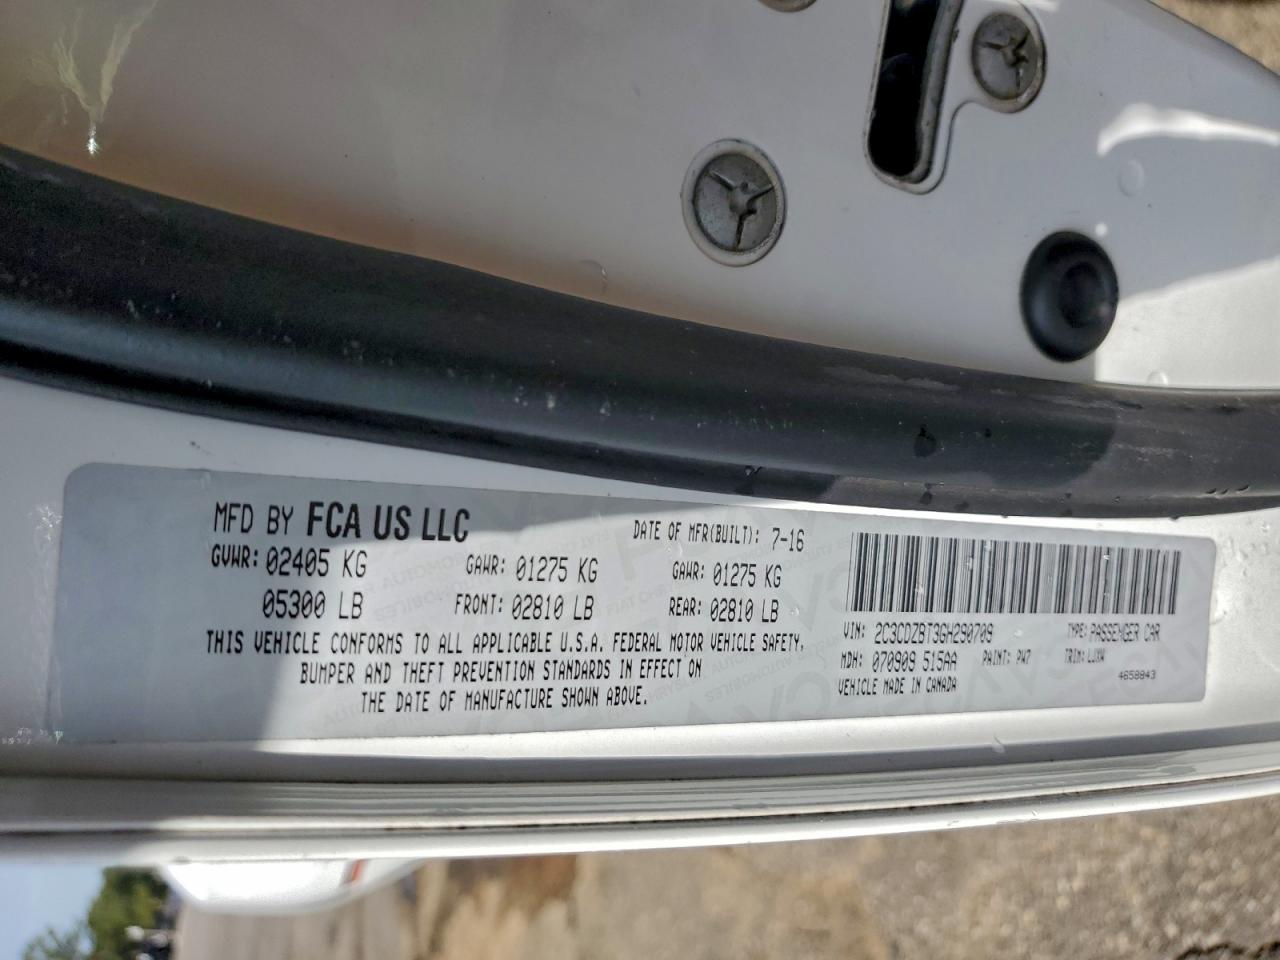 MFD BY FCA US LLC
DATE OF MFR(BUILT): 7-16
GVWR: 02405 KG GAWR: 01275 KG GAWR: 01275 KG
05300 LB FRONT: 02810 LB REAR: 02810 LB
THIS VEHICLE CONFORMS TO ALL APPLICABLE U.S.A. FEDERAL MOTOR VEHICLE SAFETY,
BUMPER AND THEFT PREVENTION STANDARDS IN EFFECT ON
THE DATE OF MANUFACTURE SHOWN ABOVE.
VIN: 2C3CDZBT3GH290709 TYPE: PASSENGER CAR
MDH: 070909 515AA PAINT: PW7 TRIM: LUXA
VEHICLE MADE IN CANADA 4658843